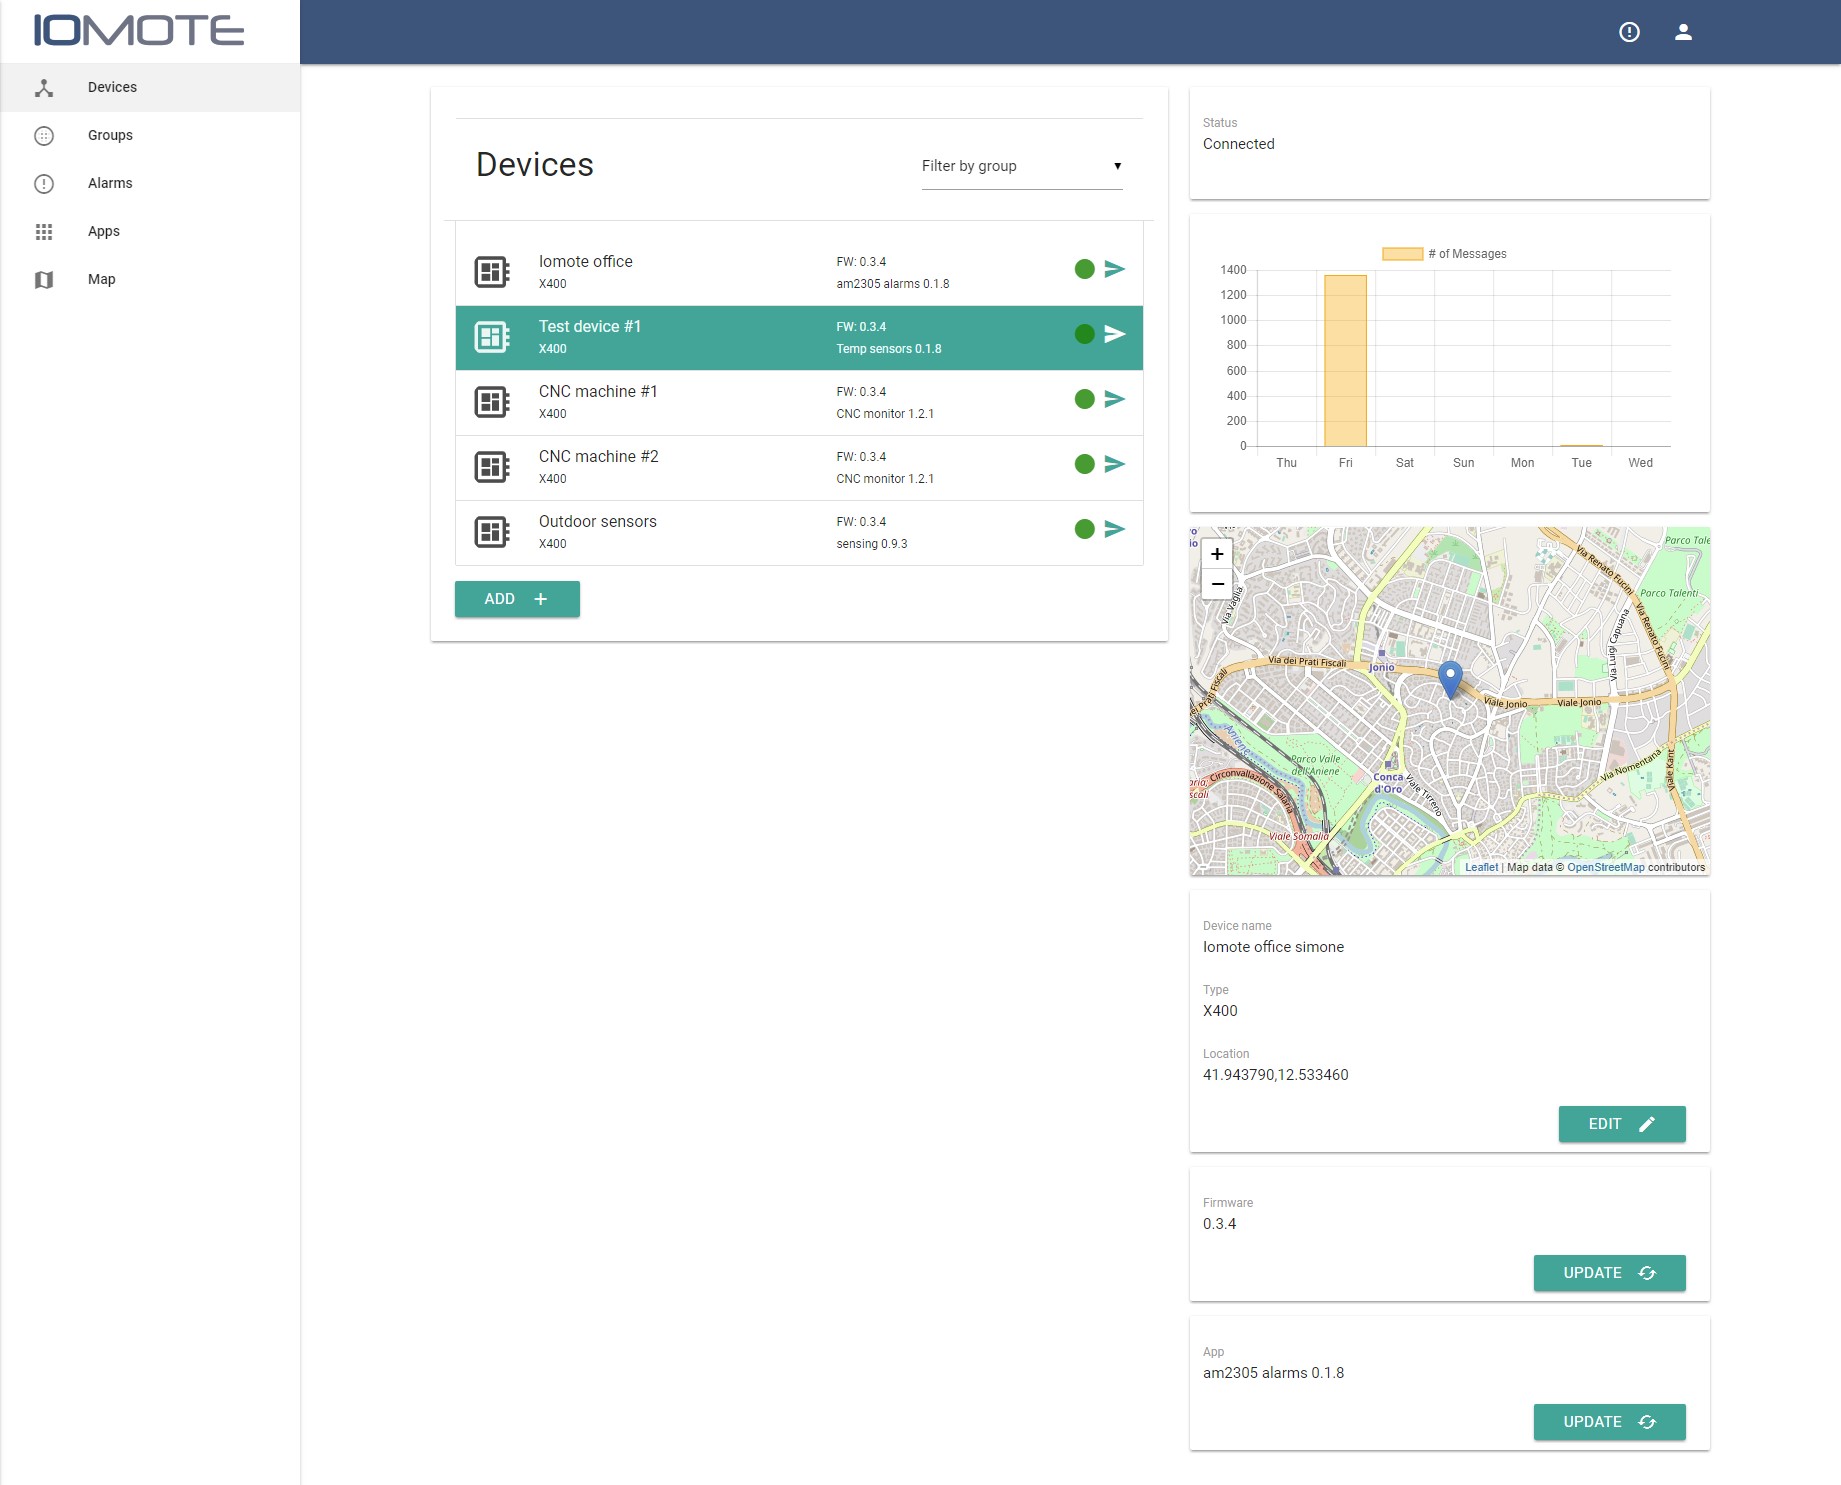 IOMOTE
Devices
Groups
Alarms
Apps
Map
Devices
Filter by group
Iomote office
X400
FW: 0.3.4
am2305 alarms 0.1.8
Test device #1
X400
FW: 0.3.4
Temp sensors 0.1.8
CNC machine #1
X400
FW: 0.3.4
CNC monitor 1.2.1
CNC machine #2
X400
FW: 0.3.4
CNC monitor 1.2.1
Outdoor sensors
X400
FW: 0.3.4
sensing 0.9.3
ADD
Status
Connected
# of Messages
1400
1200
1000
800
600
400
200
0
Thu Fri Sat Sun Mon Tue Wed
+
−
Via Vaglia
Via Renato Fucini
Parco Talenti
Via Renato Fucini
Via Luigi Capuana
Via dei Prati Fiscali
Jonio
Viale Jonio
Viale Jonio
Aniene
Parco Valle
dell'Aniene
Conca
d'Oro
Viale Tirreno
Circonvallazione Salaria
Viale Somalia
Via Nomentana
Viale Kant
Leaflet | Map data © OpenStreetMap contributors
Device name
Iomote office simone
Type
X400
Location
41.943790,12.533460
EDIT
Firmware
0.3.4
UPDATE
App
am2305 alarms 0.1.8
UPDATE